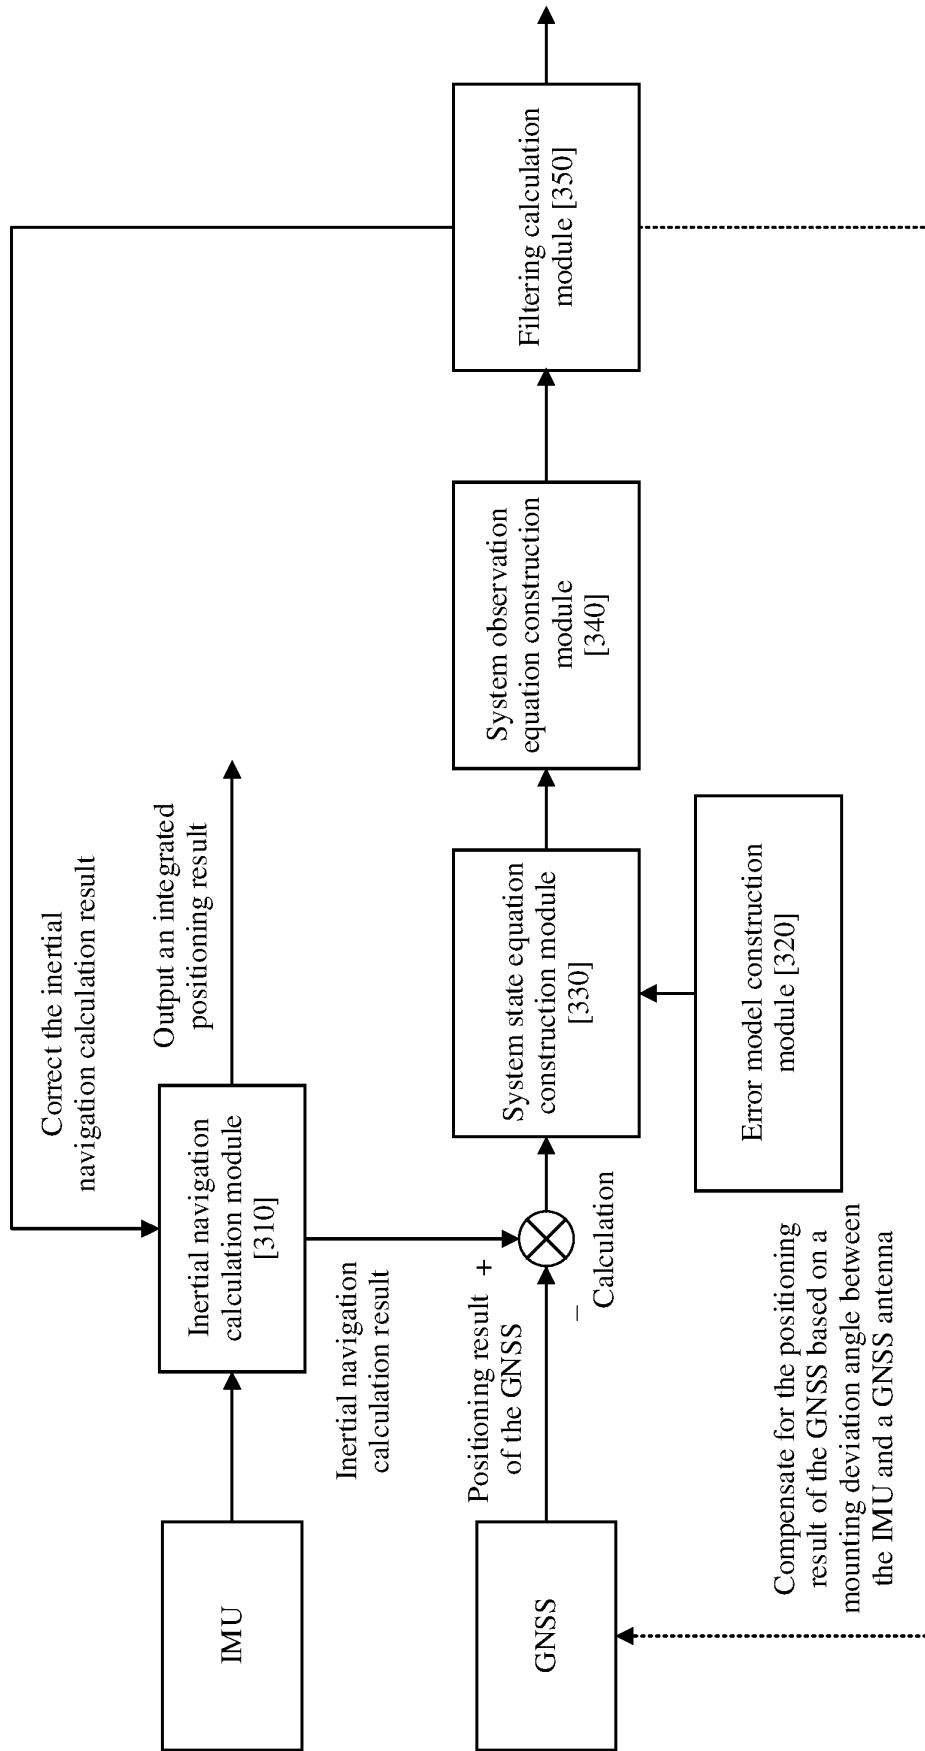 Correct the inertial
navigation calculation result
IMU
Inertial navigation
calculation module
[310]
Output an integrated
positioning result
Inertial navigation
calculation result
GNSS
Positioning result
of the GNSS
+
−
Calculation
System state equation
construction module
[330]
System observation
equation construction
module
[340]
Filtering calculation
module [350]
Error model construction
module [320]
Compensate for the positioning
result of the GNSS based on a
mounting deviation angle between
the IMU and a GNSS antenna